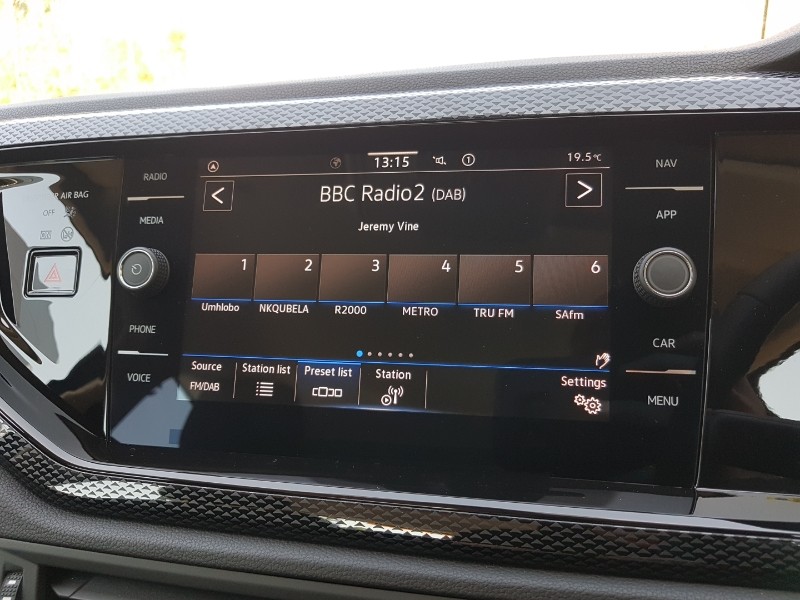 RADIO
MEDIA
PHONE
VOICE
R AIR BAG
OFF
13:15
1
19.5°C
BBC Radio2 (DAB)
Jeremy Vine
1 2 3 4 5 6
Umhlobo NKQUBELA R2000 METRO TRU FM SAfm
Source Station list Preset list Station Settings
FM/DAB
NAV
APP
CAR
MENU